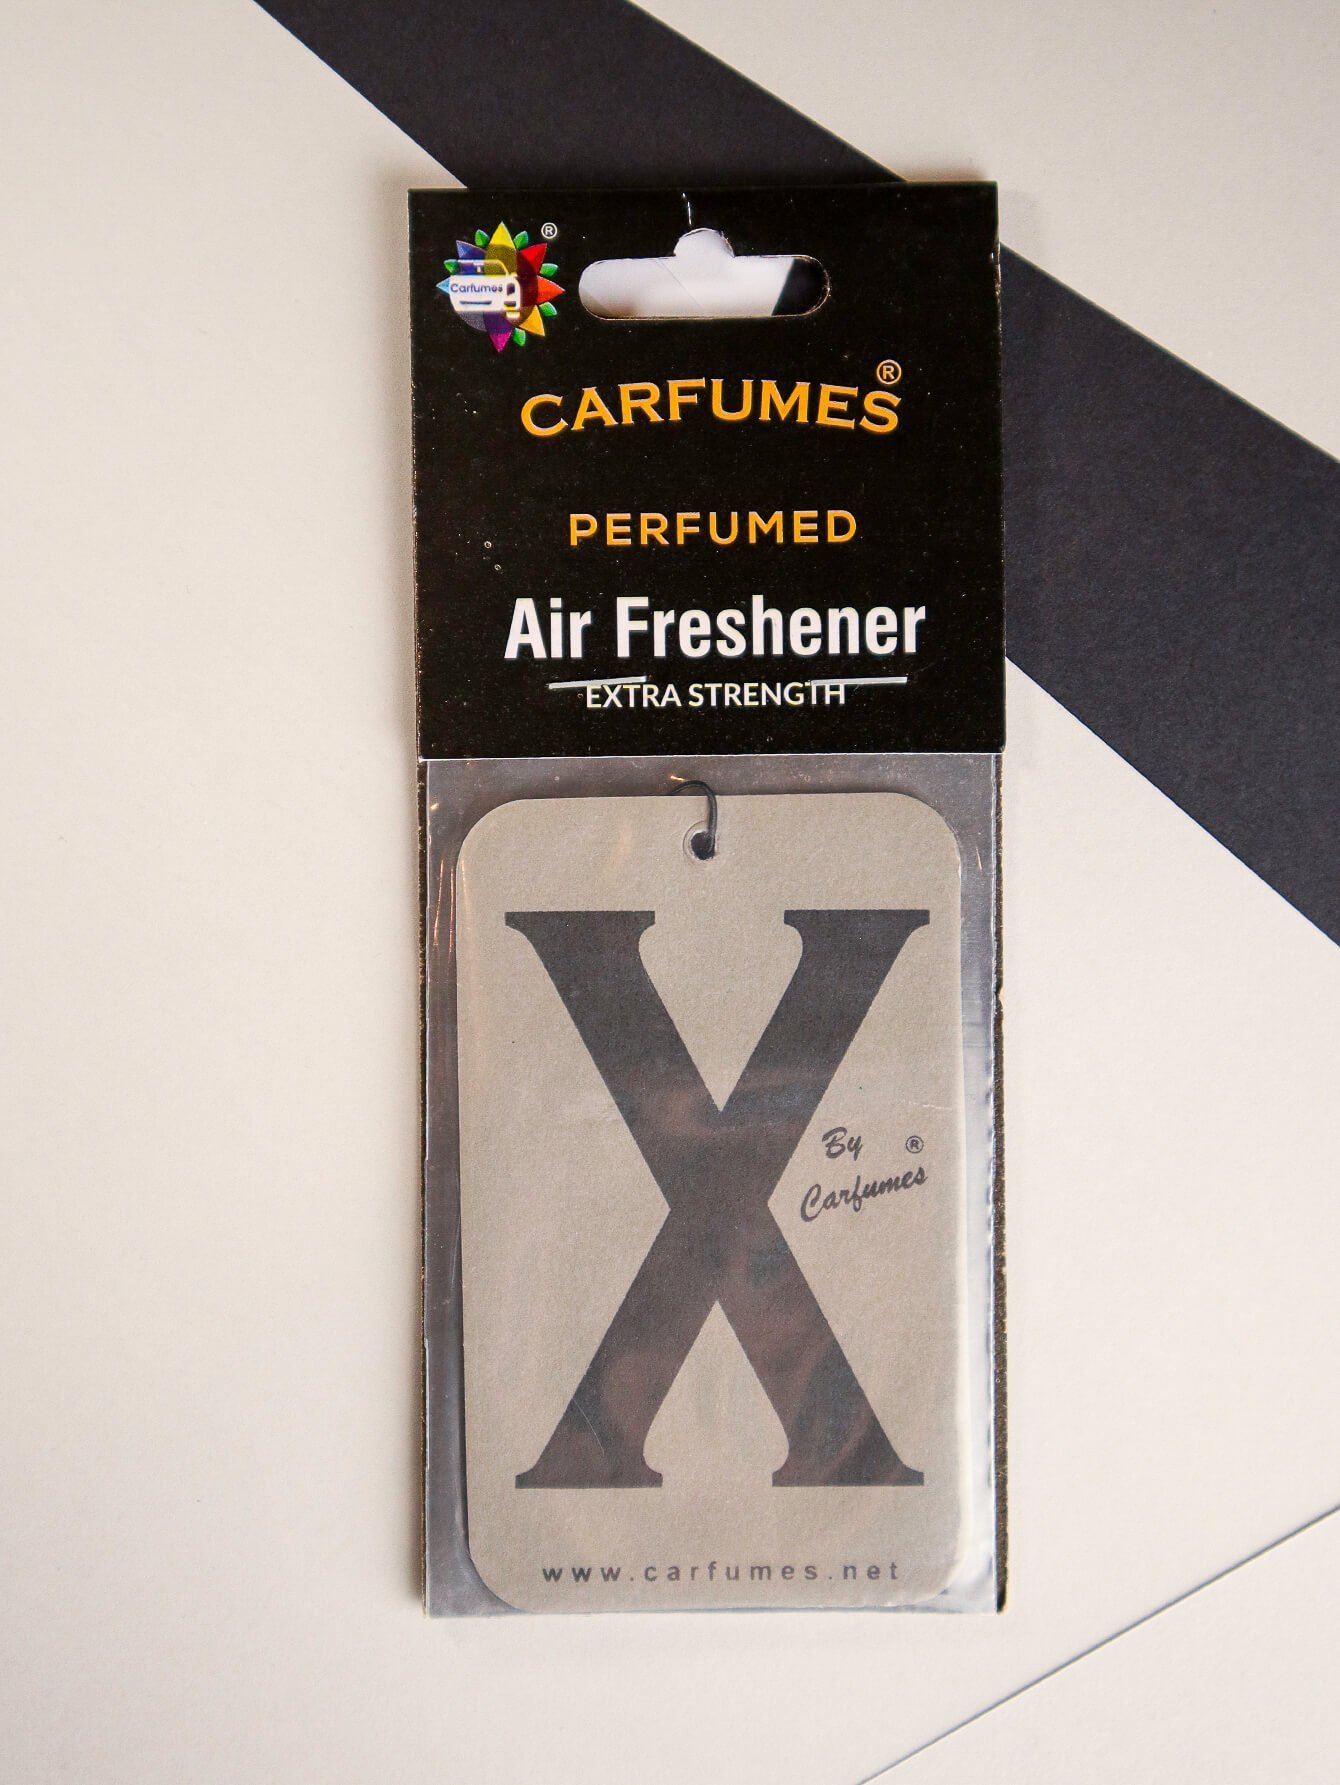 ®
Carfumes
CARFUMES®
PERFUMED
Air Freshener
EXTRA STRENGTH
X
By ®
Carfumes
www.carfumes.net